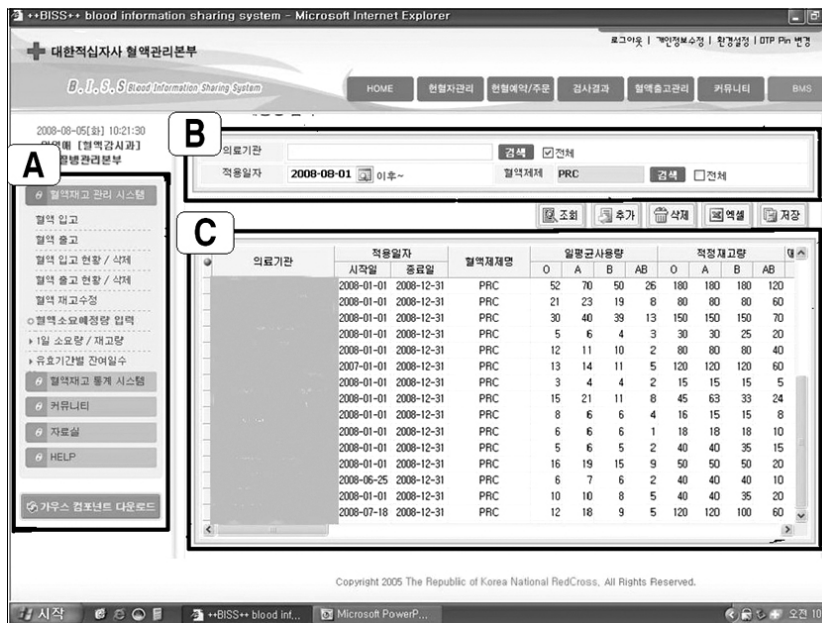 ++BISS++ blood information sharing system - Microsoft Internet Explorer
로그아웃 | 개인정보수정 | 환경설정 | OTP Pin 변경
대한적십자사 혈액관리본부
B.I.S.S Blood Information Sharing System
HOME 헌혈자관리 헌혈예약/주문 검사결과 혈액출고관리 커뮤니티 BMS
2008-08-05[화] 10:21:30
[혈액감시과]
질병관리본부
A
B
C
혈액재고 관리 시스템
혈액 입고
혈액 출고
혈액 입고 현황 / 삭제
혈액 출고 현황 / 삭제
혈액 재고수정
혈액소요예정량 입력
1일 소요량 / 재고량
유효기간별 잔여일수
혈액재고 통계 시스템
커뮤니티
자료실
HELP
가우스 컴포넌트 다운로드
의료기관 검색 전체
적용일자 2008-08-01 이후~ 혈액제제 PRC 검색 전체
조회 추가 삭제 엑셀 저장
의료기관 적용일자 혈액제제명 일평균사용량 적정재고량
시작일 종료일 O A B AB O A B AB
2008-01-01 2008-12-31 PRC 52 70 50 26 180 180 180 120
2008-01-01 2008-12-31 PRC 21 23 19 8 80 80 80 60
2008-01-01 2008-12-31 PRC 30 40 39 13 150 150 150 70
2008-01-01 2008-12-31 PRC 5 6 4 3 30 30 25 20
2008-01-01 2008-12-31 PRC 12 11 10 2 80 80 80 40
2007-01-01 2008-12-31 PRC 13 14 11 5 120 120 120 60
2008-01-01 2008-12-31 PRC 3 4 4 2 15 15 15 5
2008-01-01 2008-12-31 PRC 15 21 11 8 45 63 33 24
2008-01-01 2008-12-31 PRC 8 6 6 4 16 15 15 8
2008-01-01 2008-12-31 PRC 6 6 6 1 18 18 18 10
2008-01-01 2008-12-31 PRC 5 6 5 2 40 40 35 15
2008-01-01 2008-12-31 PRC 16 19 15 9 50 50 50 20
2008-06-25 2008-12-31 PRC 6 7 6 2 40 40 40 10
2008-01-01 2008-12-31 PRC 10 10 8 5 40 40 35 20
2008-07-18 2008-12-31 PRC 12 18 9 5 120 120 100 60
Copyright 2005 The Republic of Korea National RedCross, All Rights Reserved.
시작 ++BISS++ blood inf... Microsoft PowerP... 오전 10